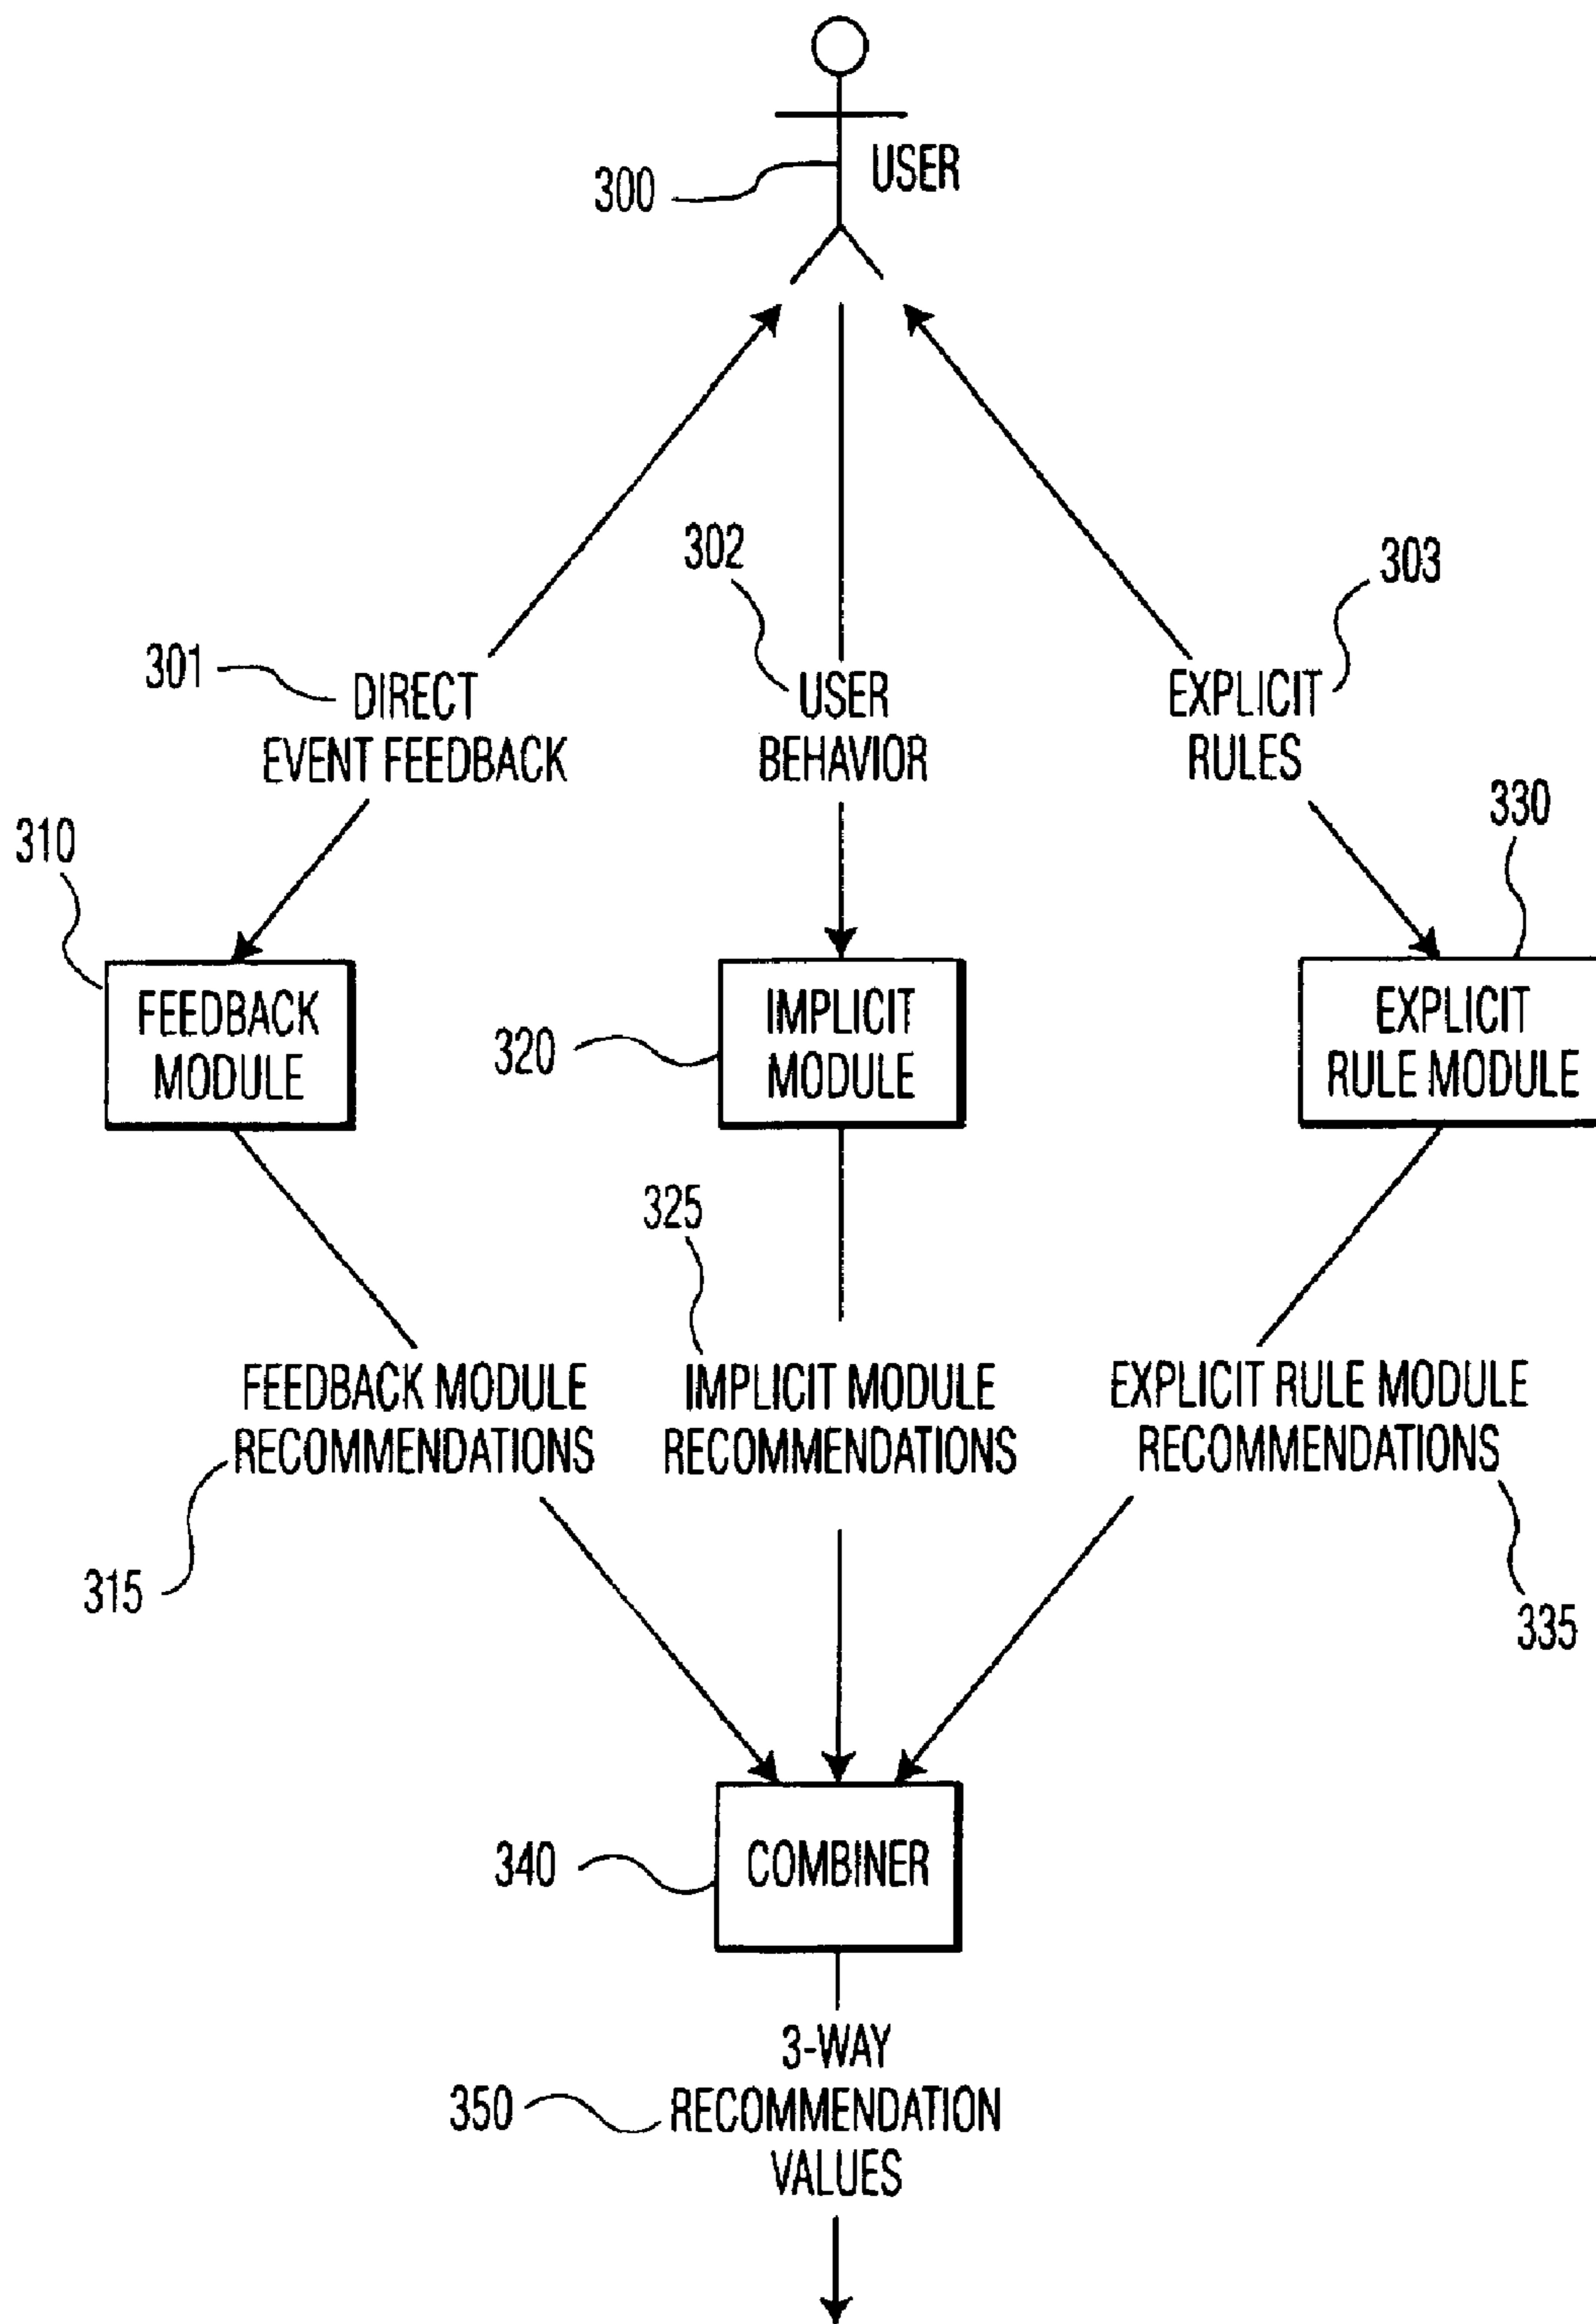 USER
300
302
303
301
DIRECT
EVENT FEEDBACK
USER
BEHAVIOR
EXPLICIT
RULES
310
330
FEEDBACK
MODULE
320
IMPLICIT
MODULE
EXPLICIT
RULE MODULE
325
FEEDBACK MODULE
RECOMMENDATIONS
IMPLICIT MODULE
RECOMMENDATIONS
EXPLICIT RULE MODULE
RECOMMENDATIONS
315
335
340
COMBINER
350
3-WAY
RECOMMENDATION
VALUES